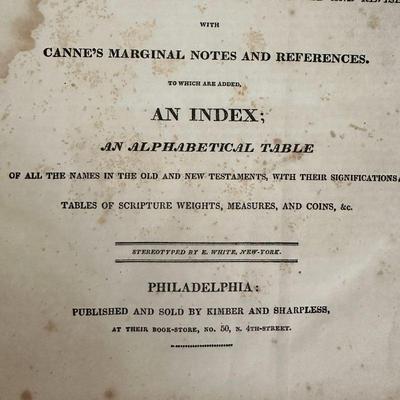 AND REVISE
WITH
CANNE'S MARGINAL NOTES AND REFERENCES.
TO WHICH ARE ADDED,
AN INDEX;
AN ALPHABETICAL TABLE
OF ALL THE NAMES IN THE OLD AND NEW TESTAMENTS, WITH THEIR SIGNIFICATIONS,
TABLES OF SCRIPTURE WEIGHTS, MEASURES, AND COINS, &c.
STEREOTYPED BY E. WHITE, NEW-YORK.
PHILADELPHIA:
PUBLISHED AND SOLD BY KIMBER AND SHARPLESS,
AT THEIR BOOK-STORE, NO. 50, N. 4TH-STREET.